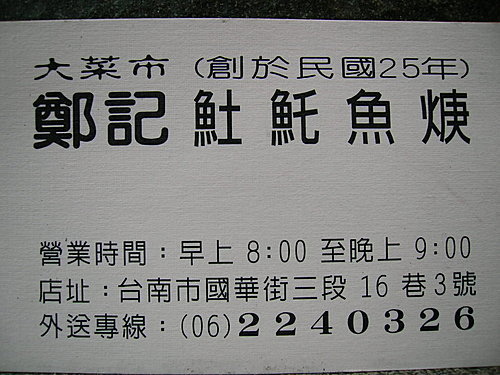 大菜市（創於民國25年）
鄭記 魠魠魚焿
營業時間：早上 8:00 至晚上 9:00
店址：台南市國華街三段 16 巷 3 號
外送專線：(06) 2240326